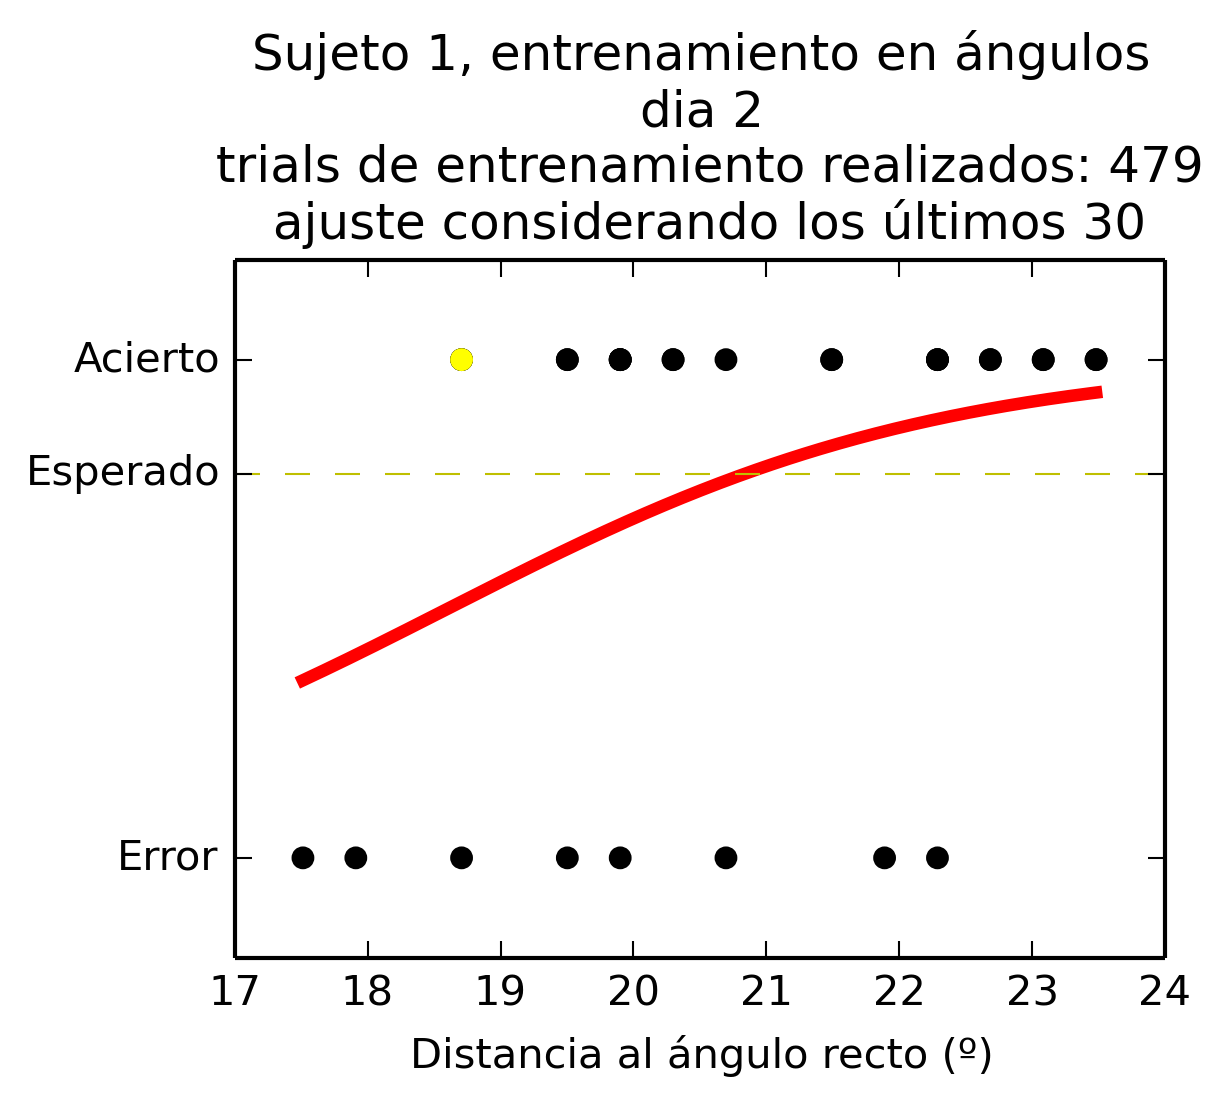 Sujeto 1, entrenamiento en ángulos
dia 2
trials de entrenamiento realizados: 479
ajuste considerando los últimos 30
Acierto
Esperado
Error
17 18 19 20 21 22 23 24
Distancia al ángulo recto (º)